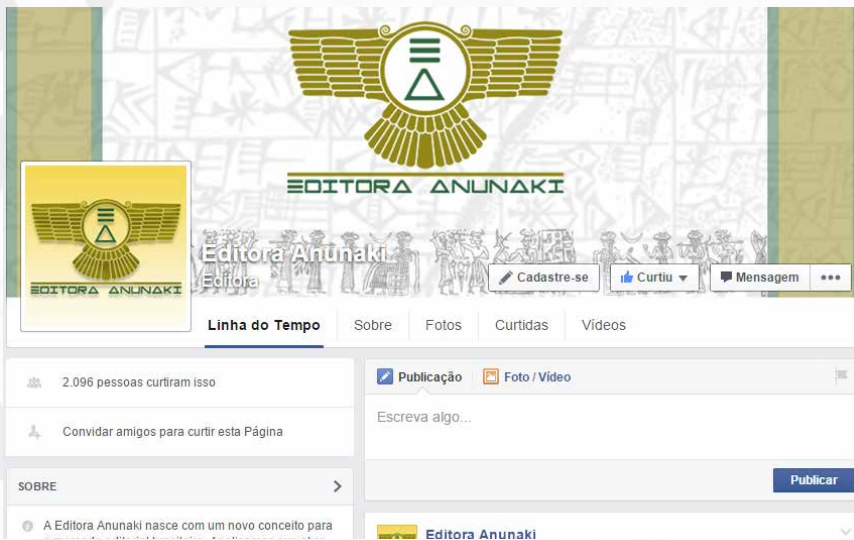 EDITORA ANUNAKI
EDITORA ANUNAKI
Editora Anunaki
Editora
Cadastre-se
Curtiu
Mensagem
Linha do Tempo Sobre Fotos Curtidas Vídeos
2.096 pessoas curtiram isso
Convidar amigos para curtir esta Página
SOBRE
A Editora Anunaki nasce com um novo conceito para
Publicação Foto / Vídeo
Escreva algo...
Publicar
Editora Anunaki